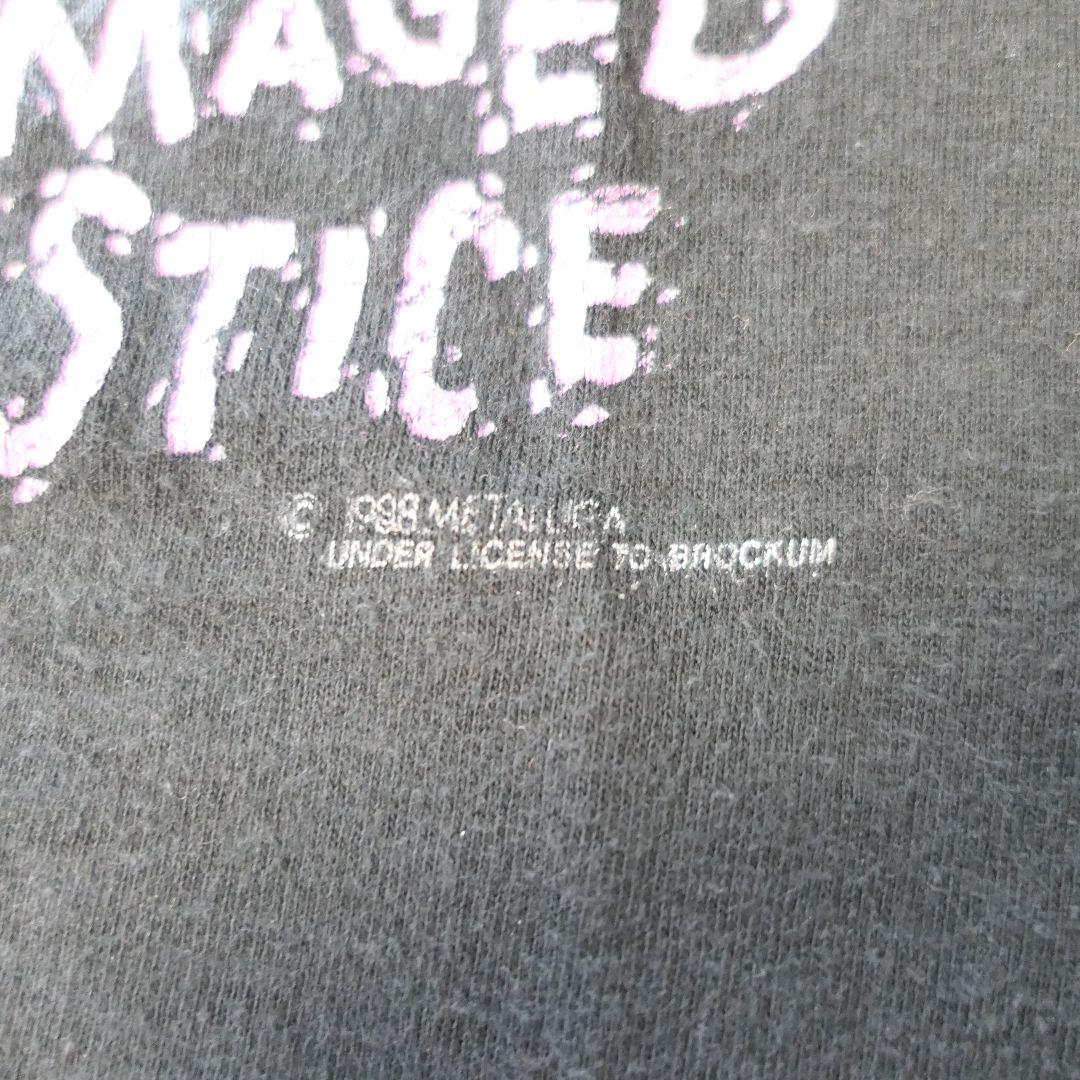 MAGED
STICE
© 1988 METALLICA
UNDER LICENSE TO BROCKUM